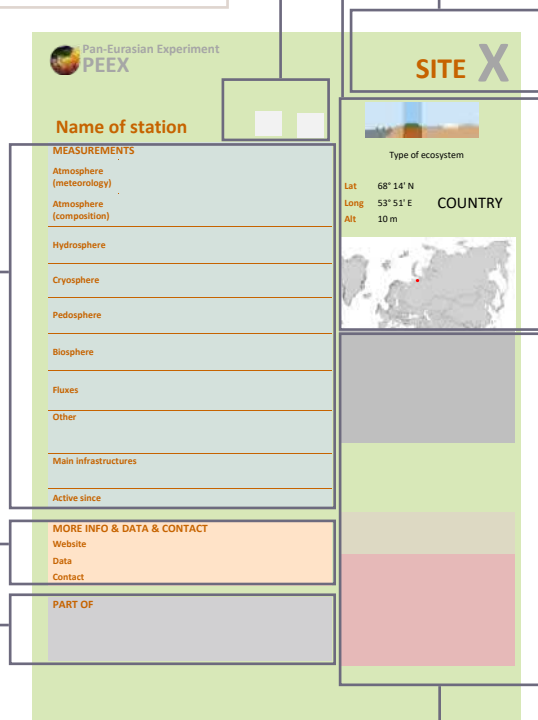 Pan-Eurasian Experiment
PEEX
SITE X
Name of station
MEASUREMENTS
Atmosphere
(meteorology)
Atmosphere
(composition)
Hydrosphere
Cryosphere
Pedosphere
Biosphere
Fluxes
Other
Main infrastructures
Active since
MORE INFO & DATA & CONTACT
Website
Data
Contact
PART OF
Type of ecosystem
Lat 68° 14' N
Long 53° 51' E COUNTRY
Alt 10 m